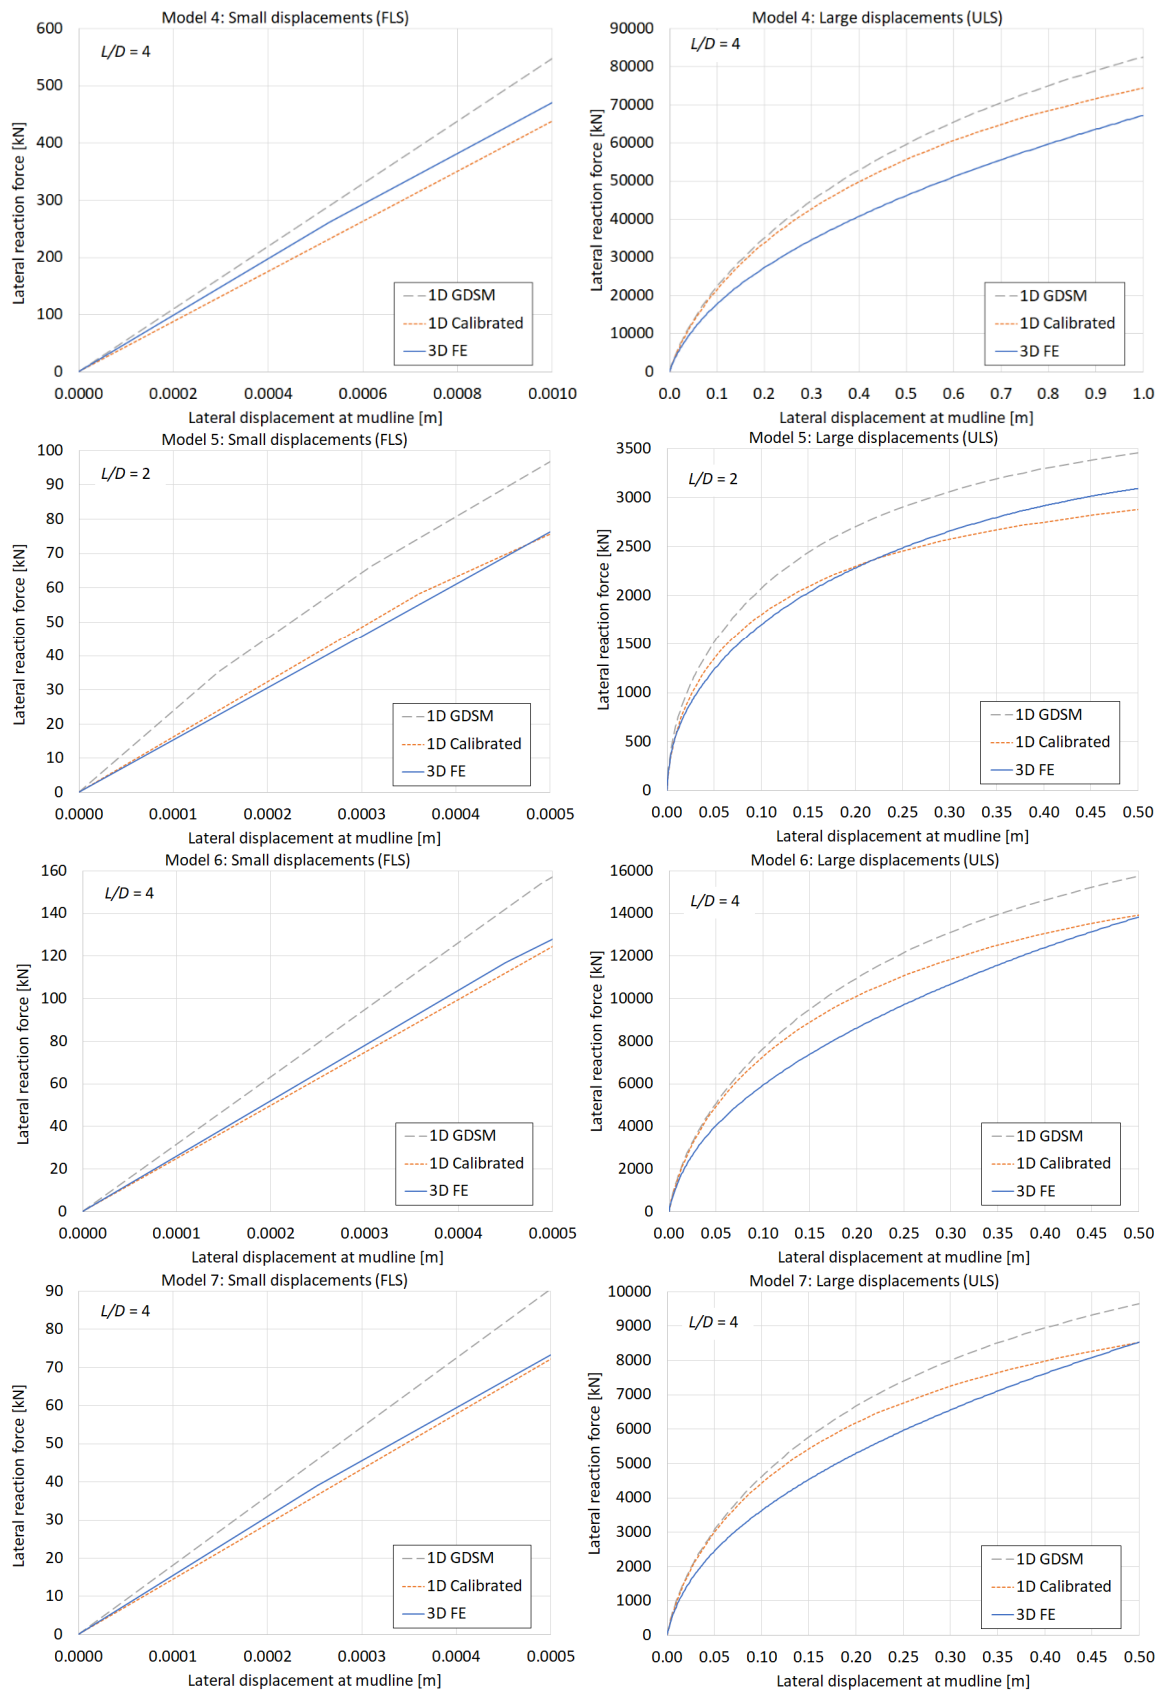 Model 4: Small displacements (FLS)
L/D = 4
Lateral reaction force [kN]
600
500
400
300
200
100
0
1D GDSM
1D Calibrated
3D FE
0.0000 0.0002 0.0004 0.0006 0.0008 0.0010
Lateral displacement at mudline [m]
Model 4: Large displacements (ULS)
L/D = 4
Lateral reaction force [kN]
90000
80000
70000
60000
50000
40000
30000
20000
10000
0
1D GDSM
1D Calibrated
3D FE
0.0 0.1 0.2 0.3 0.4 0.5 0.6 0.7 0.8 0.9 1.0
Lateral displacement at mudline [m]
Model 5: Small displacements (FLS)
L/D = 2
Lateral reaction force [kN]
100
90
80
70
60
50
40
30
20
10
0
1D GDSM
1D Calibrated
3D FE
0.0000 0.0001 0.0002 0.0003 0.0004 0.0005
Lateral displacement at mudline [m]
Model 5: Large displacements (ULS)
L/D = 2
Lateral reaction force [kN]
3500
3000
2500
2000
1500
1000
500
0
1D GDSM
1D Calibrated
3D FE
0.00 0.05 0.10 0.15 0.20 0.25 0.30 0.35 0.40 0.45 0.50
Lateral displacement at mudline [m]
Model 6: Small displacements (FLS)
L/D = 4
Lateral reaction force [kN]
160
140
120
100
80
60
40
20
0
1D GDSM
1D Calibrated
3D FE
0.0000 0.0001 0.0002 0.0003 0.0004 0.0005
Lateral displacement at mudline [m]
Model 6: Large displacements (ULS)
L/D = 4
Lateral reaction force [kN]
16000
14000
12000
10000
8000
6000
4000
2000
0
1D GDSM
1D Calibrated
3D FE
0.00 0.05 0.10 0.15 0.20 0.25 0.30 0.35 0.40 0.45 0.50
Lateral displacement at mudline [m]
Model 7: Small displacements (FLS)
L/D = 4
Lateral reaction force [kN]
90
80
70
60
50
40
30
20
10
0
1D GDSM
1D Calibrated
3D FE
0.0000 0.0001 0.0002 0.0003 0.0004 0.0005
Lateral displacement at mudline [m]
Model 7: Large displacements (ULS)
L/D = 4
Lateral reaction force [kN]
10000
9000
8000
7000
6000
5000
4000
3000
2000
1000
0
1D GDSM
1D Calibrated
3D FE
0.00 0.05 0.10 0.15 0.20 0.25 0.30 0.35 0.40 0.45 0.50
Lateral displacement at mudline [m]